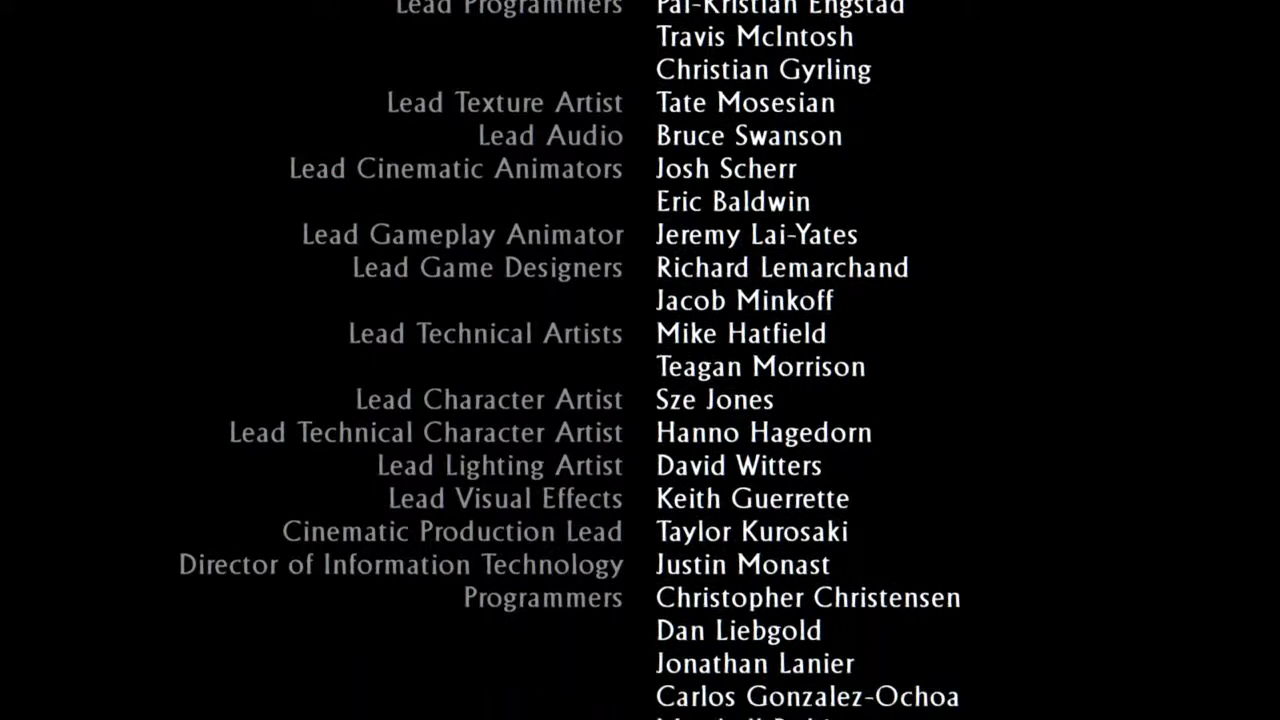 Lead Programmers Pal-Kristian Engstad
Travis McIntosh
Christian Gyrling
Lead Texture Artist Tate Mosesian
Lead Audio Bruce Swanson
Lead Cinematic Animators Josh Scherr
Eric Baldwin
Lead Gameplay Animator Jeremy Lai-Yates
Lead Game Designers Richard Lemarchand
Jacob Minkoff
Lead Technical Artists Mike Hatfield
Teagan Morrison
Lead Character Artist Sze Jones
Lead Technical Character Artist Hanno Hagedorn
Lead Lighting Artist David Witters
Lead Visual Effects Keith Guerrette
Cinematic Production Lead Taylor Kurosaki
Director of Information Technology Justin Monast
Programmers Christopher Christensen
Dan Liebgold
Jonathan Lanier
Carlos Gonzalez-Ochoa